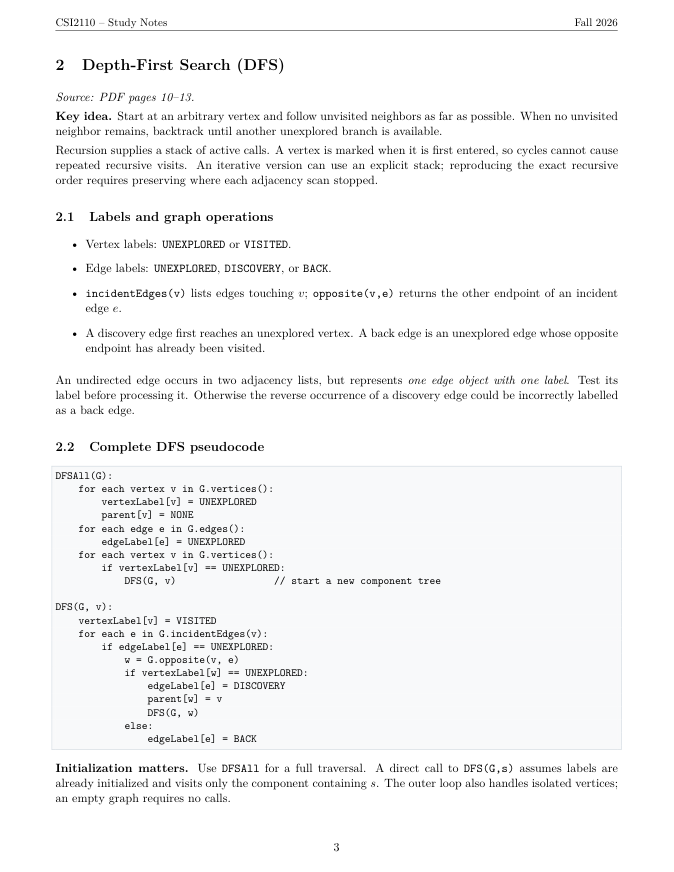 CSI2110 – Study Notes Fall 2026
2 Depth-First Search (DFS)
Source: PDF pages 10–13.
Key idea. Start at an arbitrary vertex and follow unvisited neighbors as far as possible. When no unvisited
neighbor remains, backtrack until another unexplored branch is available.
Recursion supplies a stack of active calls. A vertex is marked when it is first entered, so cycles cannot cause
repeated recursive visits. An iterative version can use an explicit stack; reproducing the exact recursive
order requires preserving where each adjacency scan stopped.
2.1 Labels and graph operations
• Vertex labels: UNEXPLORED or VISITED.
• Edge labels: UNEXPLORED, DISCOVERY, or BACK.
• incidentEdges(v) lists edges touching v; opposite(v,e) returns the other endpoint of an incident
edge e.
• A discovery edge first reaches an unexplored vertex. A back edge is an unexplored edge whose opposite
endpoint has already been visited.
An undirected edge occurs in two adjacency lists, but represents one edge object with one label. Test its
label before processing it. Otherwise the reverse occurrence of a discovery edge could be incorrectly labelled
as a back edge.
2.2 Complete DFS pseudocode
DFSAll(G):
    for each vertex v in G.vertices():
        vertexLabel[v] = UNEXPLORED
        parent[v] = NONE
    for each edge e in G.edges():
        edgeLabel[e] = UNEXPLORED
    for each vertex v in G.vertices():
        if vertexLabel[v] == UNEXPLORED:
            DFS(G, v)                 // start a new component tree
DFS(G, v):
    vertexLabel[v] = VISITED
    for each e in G.incidentEdges(v):
        if edgeLabel[e] == UNEXPLORED:
            w = G.opposite(v, e)
            if vertexLabel[w] == UNEXPLORED:
                edgeLabel[e] = DISCOVERY
                parent[w] = v
                DFS(G, w)
            else:
                edgeLabel[e] = BACK
Initialization matters. Use DFSAll for a full traversal. A direct call to DFS(G,s) assumes labels are
already initialized and visits only the component containing s. The outer loop also handles isolated vertices;
an empty graph requires no calls.
3